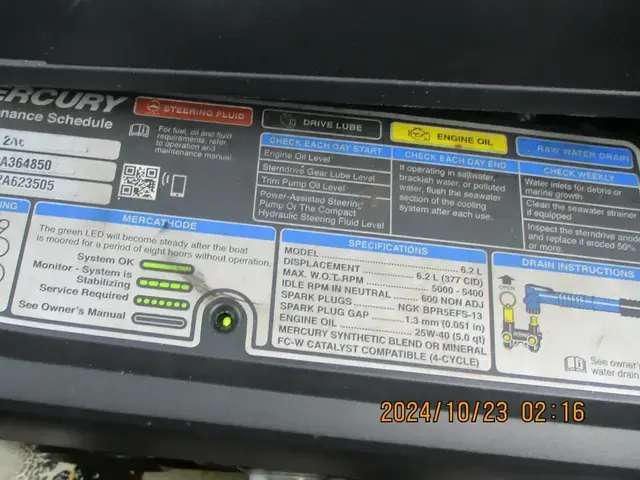 ERCURY
nance Schedule
A364850
2A623505
STEERING FLUID
For fuel, oil and fluid
requirements, refer
to operation and
maintenance manual.
DRIVE LUBE
ENGINE OIL
RAW WATER DRAIN
CHECK EACH DAY START
Engine Oil Level
Sterndrive Gear Lube Level
Trim Pump Oil Level
Power-Assisted Steering
Pump Or The Compact
Hydraulic Steering Fluid Level
CHECK EACH DAY END
If operating in saltwater,
brackish water, or polluted
water, flush the seawater
section of the cooling
system after each use.
CHECK WEEKLY
Water inlets for debris or
marine growth
Clean the seawater strainer
if equipped
Inspect the sterndrive anodes
and replace if eroded 50%
or more.
ING
MERCATHODE
The green LED will become steady after the boat
is moored for a period of eight hours without operation.
System OK
Monitor - System is
Stabilizing
Service Required
See Owner's Manual
SPECIFICATIONS
MODEL 6.2 L
DISPLACEMENT 6.2 L (377 CID)
MAX. W.O.T. RPM 5000 - 5400
IDLE RPM IN NEUTRAL 600 NON ADJ
SPARK PLUGS NGK BPR5EFS-13
SPARK PLUG GAP 1.3 mm (0.051 in)
ENGINE OIL 25W-40 (5.0 qt)
MERCURY SYNTHETIC BLEND OR MINERAL
FC-W CATALYST COMPATIBLE (4-CYCLE)
DRAIN INSTRUCTIONS
OPEN
See owner's
water drain
2024/10/23 02:16